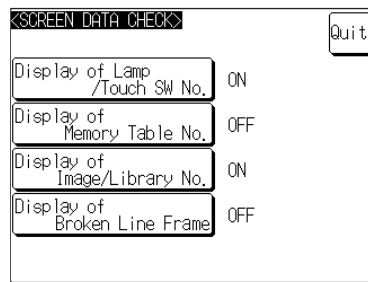 <SCREEN DATA CHECK>
Quit
Display of Lamp
/Touch SW No.
ON
Display of
Memory Table No.
OFF
Display of
Image/Library No.
ON
Display of
Broken Line Frame
OFF